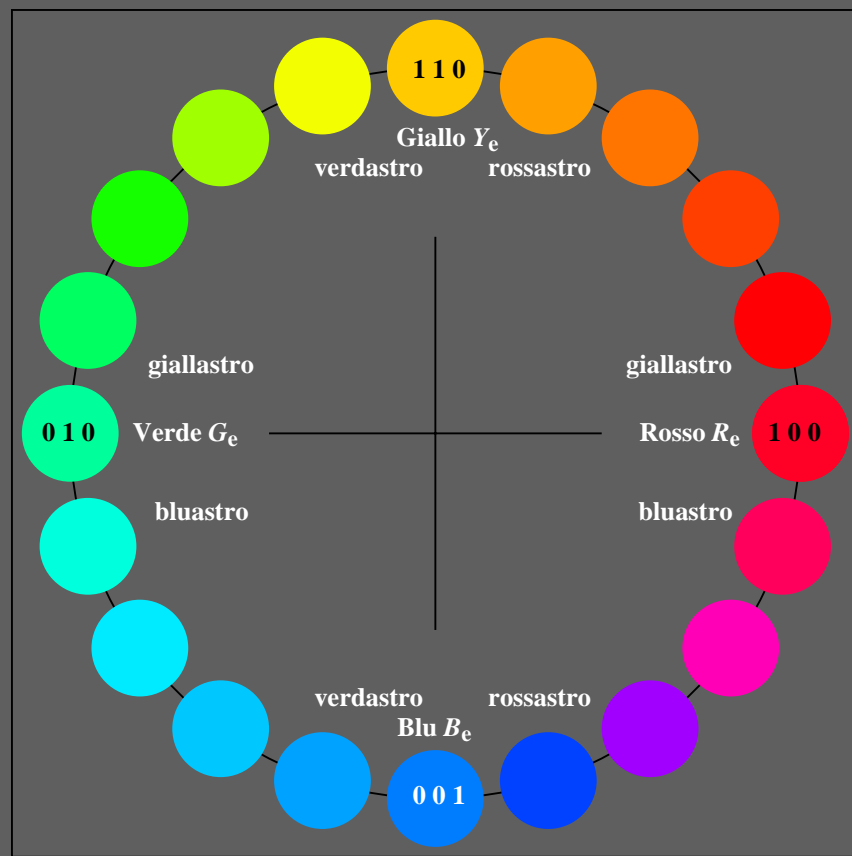 1 1 0
Giallo Ye
verdastro rossastro
giallastro giallastro
0 1 0 Verde Ge Rosso Re 1 0 0
bluastro bluastro
verdastro rossastro
Blu Be
0 0 1